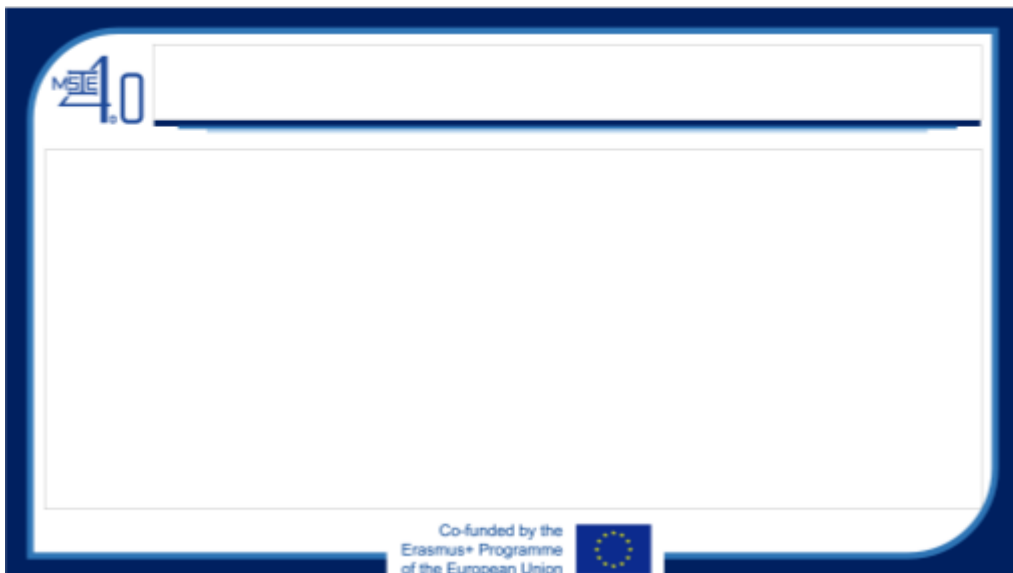 MSIE
4.0
Co-funded by the
Erasmus+ Programme
of the European Union